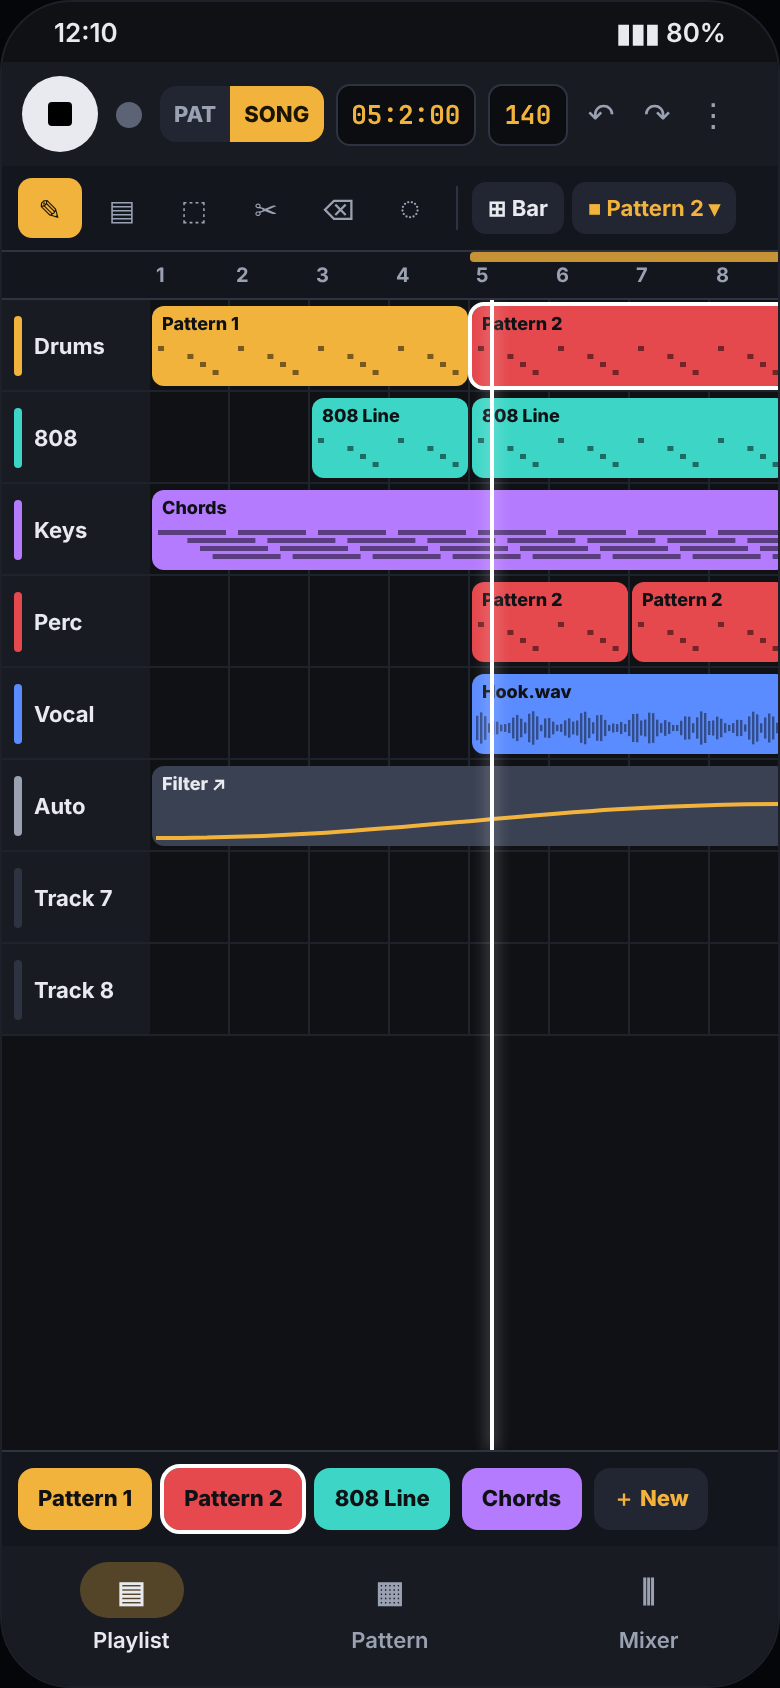 12:10 80%
PAT SONG 05:2:00 140
Bar Pattern 2
1 2 3 4 5 6 7 8
Drums Pattern 1 Pattern 2
808 808 Line 808 Line
Keys Chords
Perc Pattern 2 Pattern 2
Vocal Hook.wav
Auto Filter ↗
Track 7
Track 8
Pattern 1 Pattern 2 808 Line Chords + New
Playlist Pattern Mixer